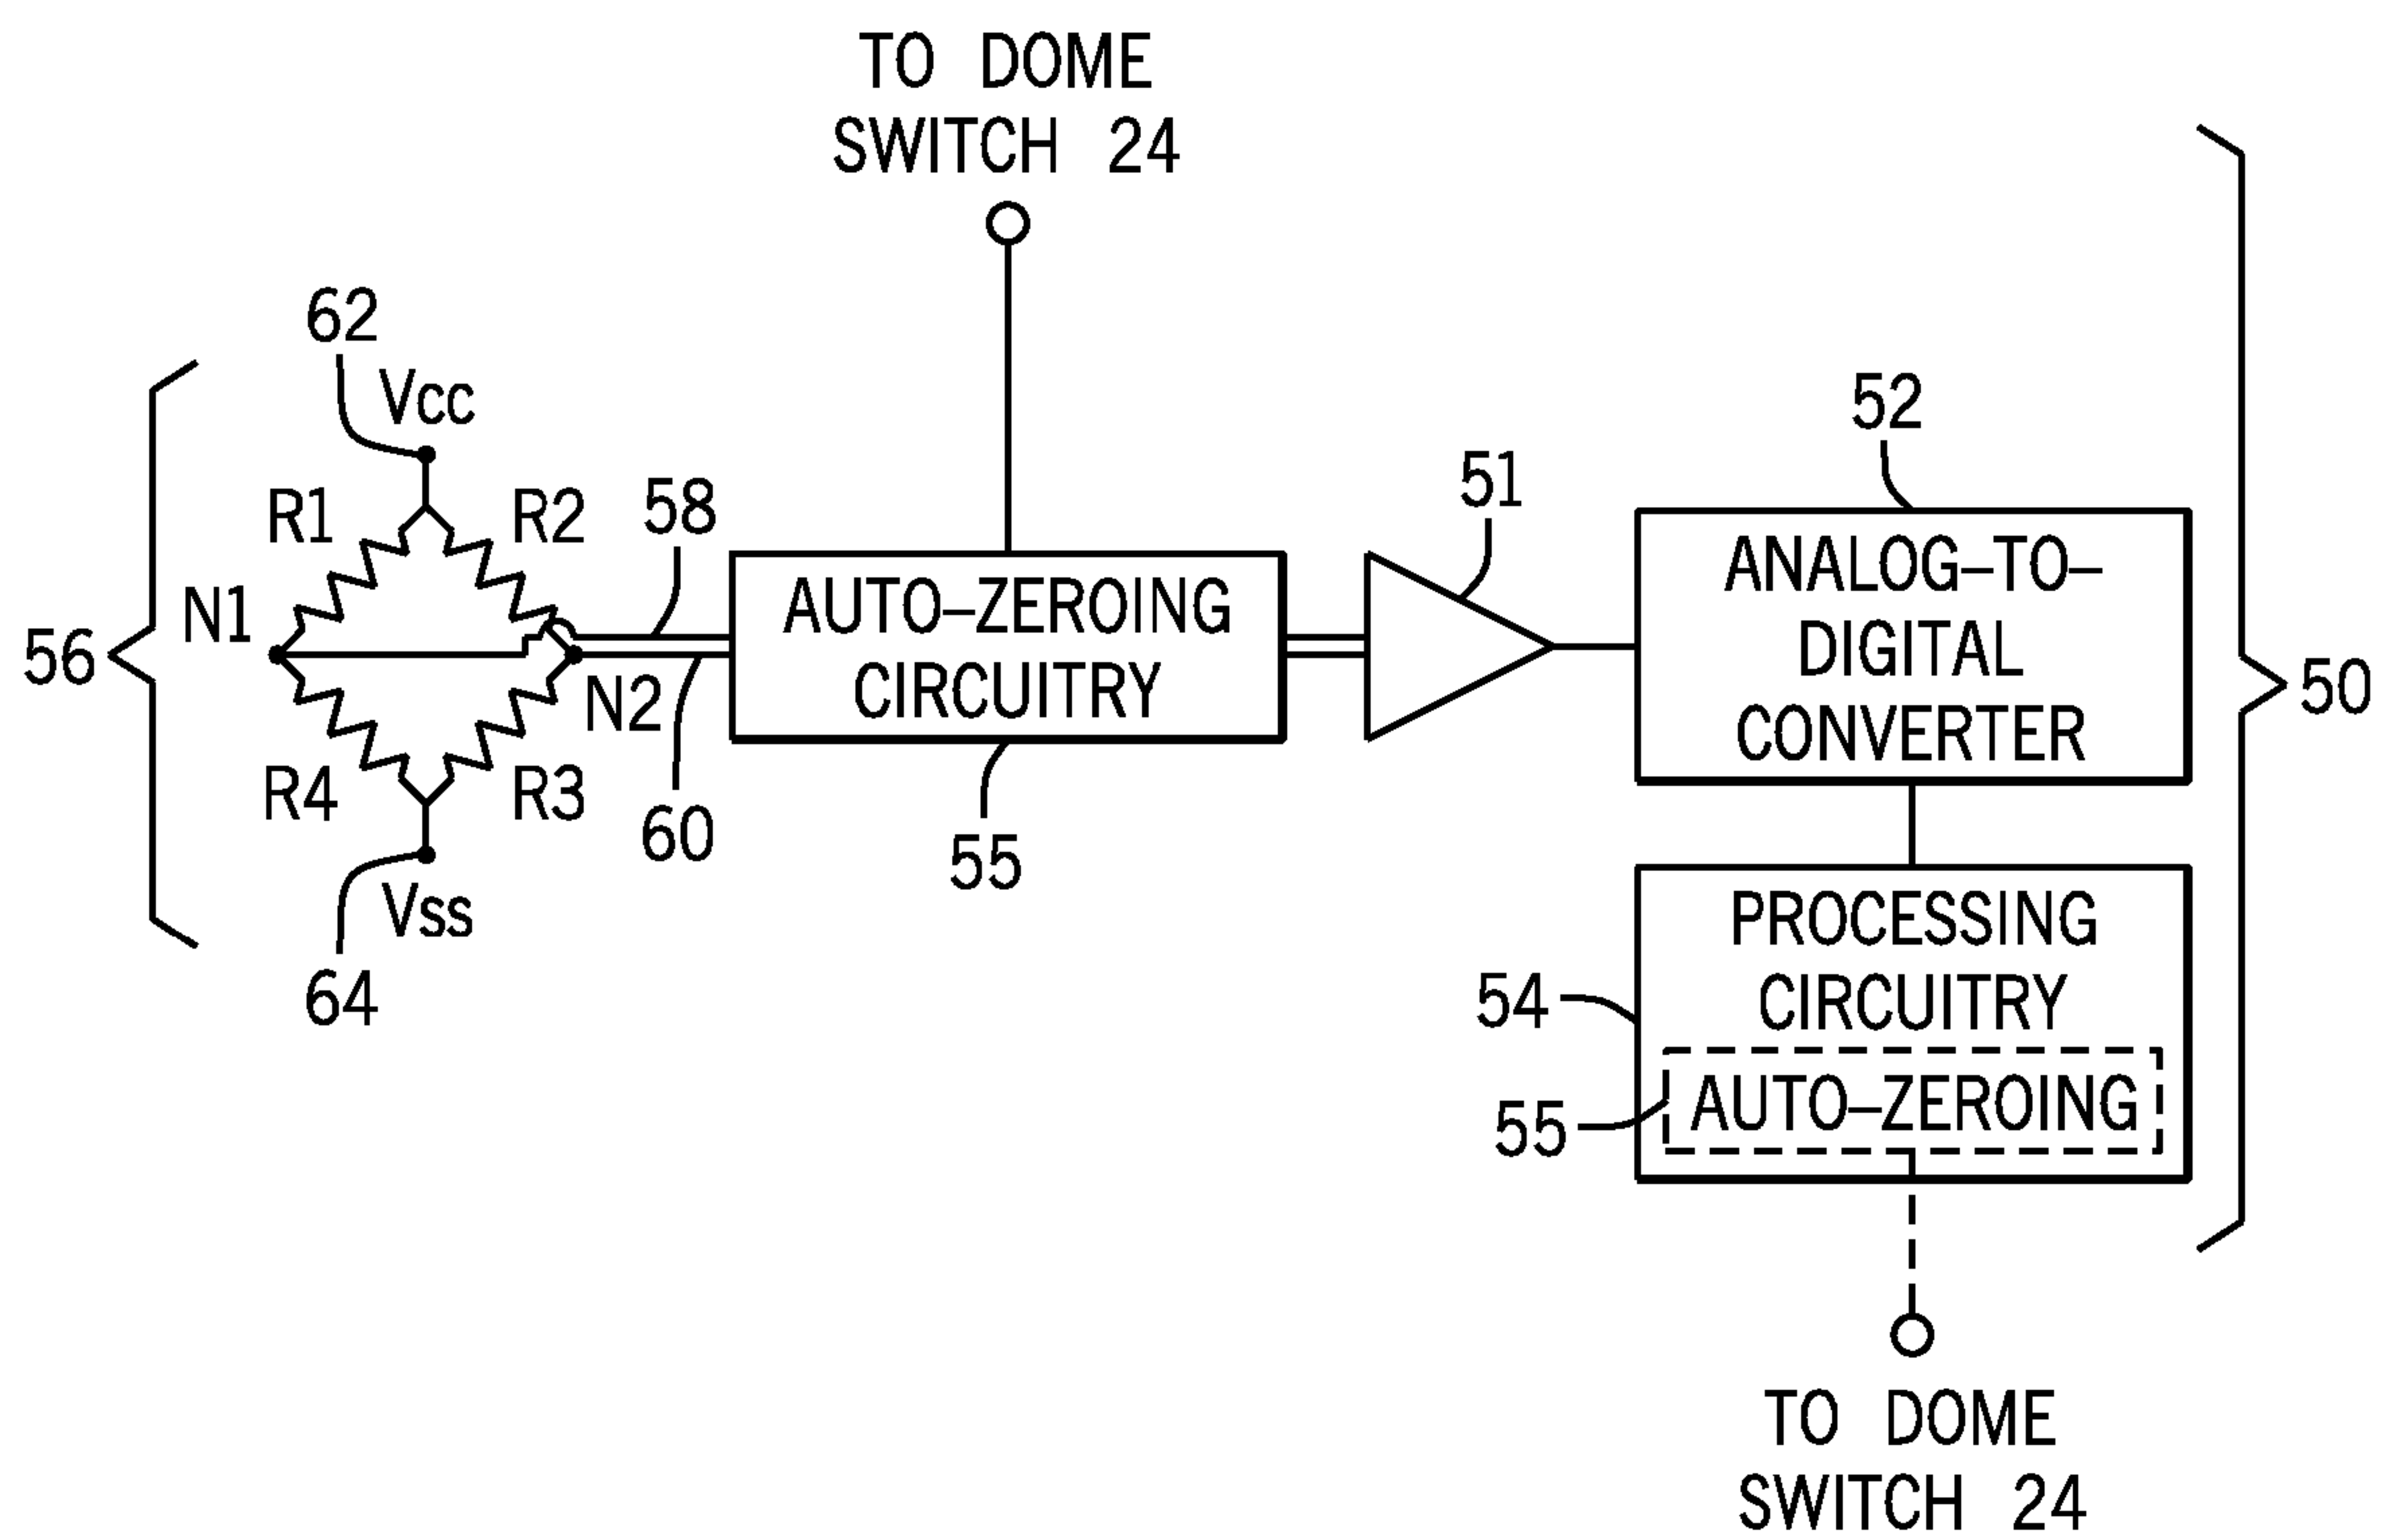 TO DOME
SWITCH 24
62
Vcc
R1
R2
N1
56
58
AUTO–ZEROING
CIRCUITRY
N2
60
55
R4
R3
Vss
64
51
52
ANALOG–TO–
DIGITAL
CONVERTER
50
PROCESSING
CIRCUITRY
54
AUTO–ZEROING
55
TO DOME
SWITCH 24